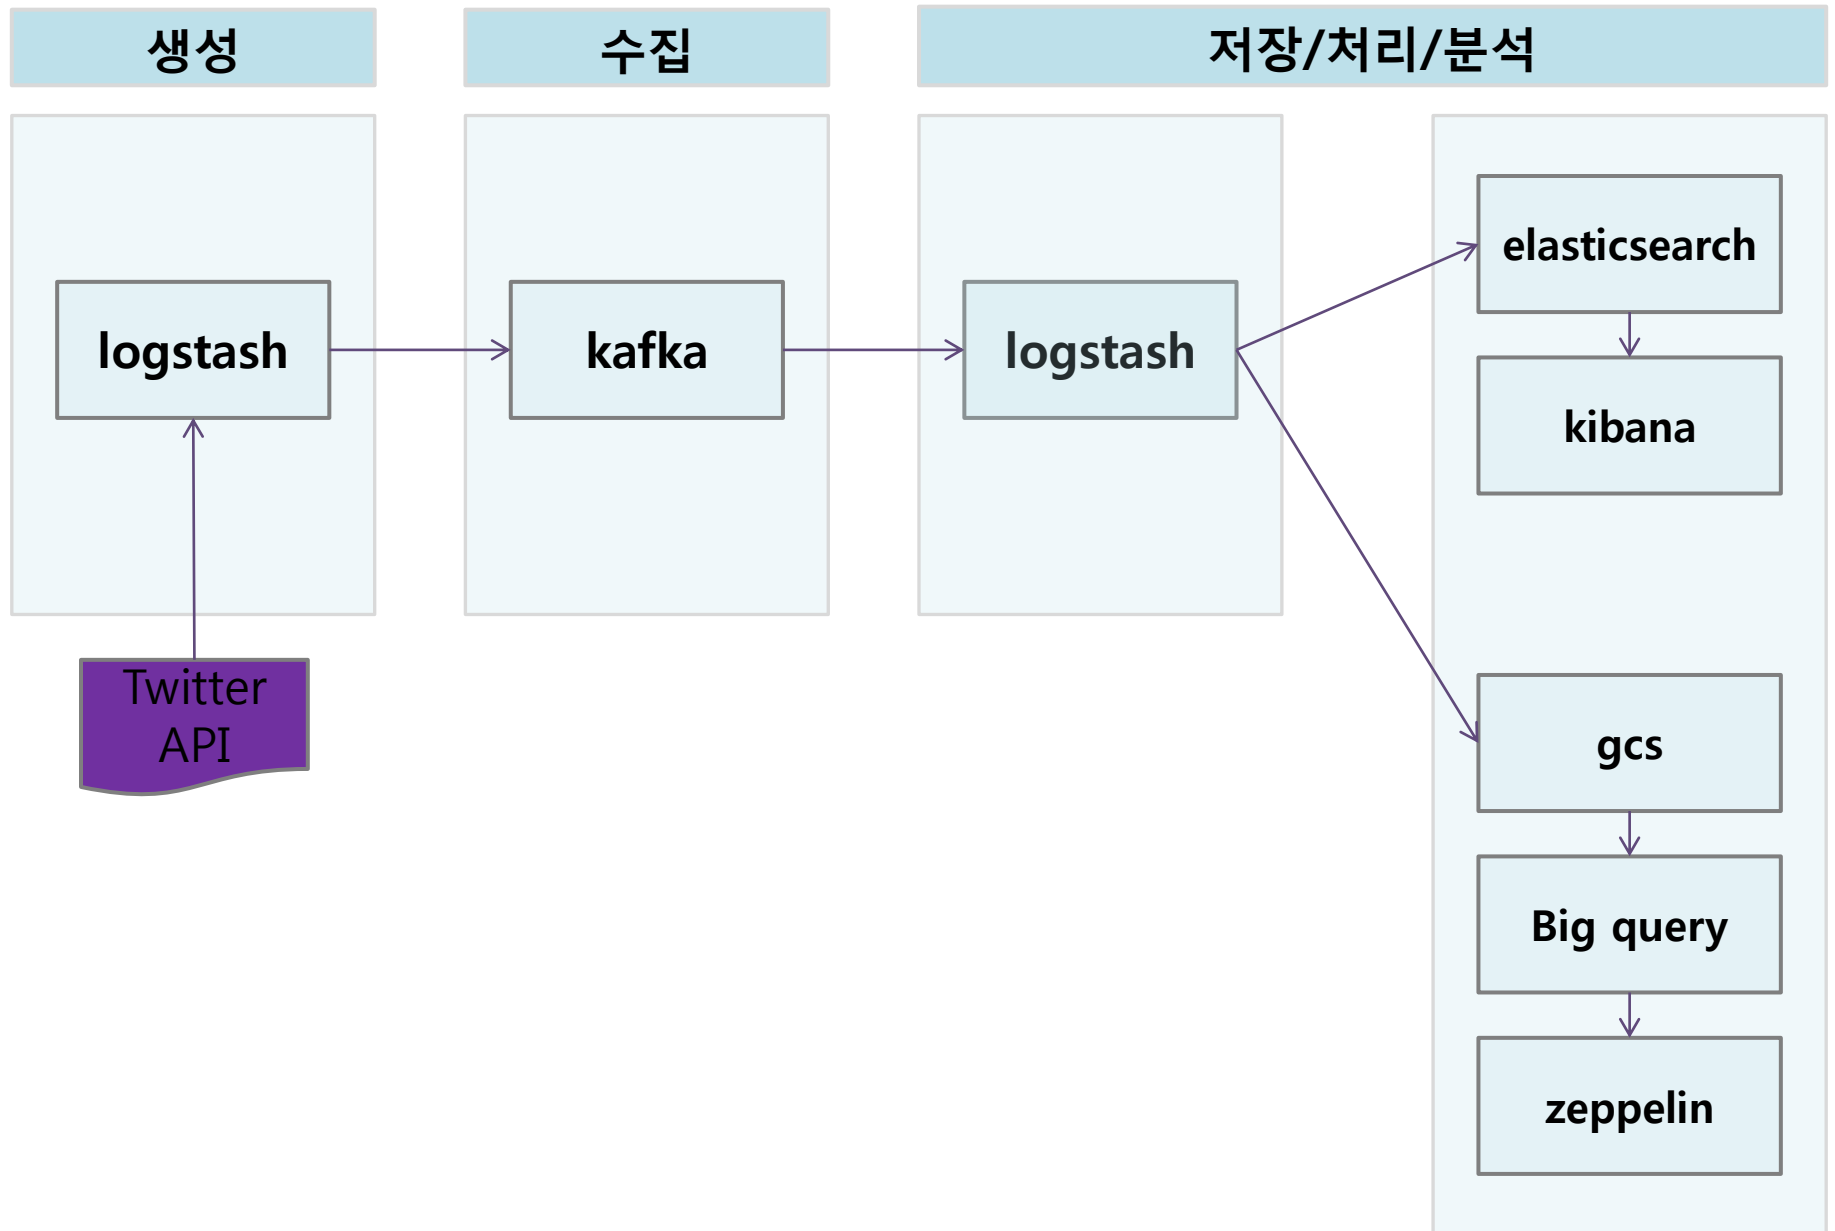 생성
수집
저장/처리/분석
logstash
kafka
logstash
elasticsearch
kibana
Twitter
API
gcs
Big query
zeppelin